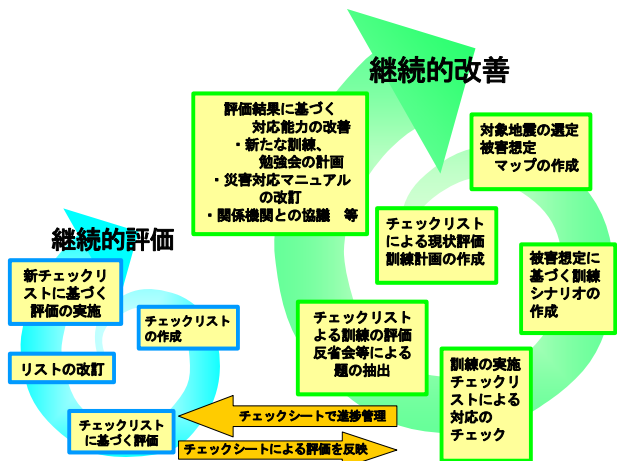 継続的改善
評価結果に基づく
対応能力の改善
・新たな訓練、
勉強会の計画
・災害対応マニュアル
の改訂
・関係機関との協議　等
対象地震の選定
被害想定
マップの作成
チェックリスト
による現状評価
訓練計画の作成
被害想定に
基づく訓練
シナリオの
作成
チェックリスト
よる訓練の評価
反省会等による
題の抽出
訓練の実施
チェックリ
ストによる
対応の
チェック
継続的評価
新チェックリ
ストに基づく
評価の実施
チェックリスト
の作成
リストの改訂
チェックリスト
に基づく評価
チェックシートで進捗管理
チェックシートによる評価を反映